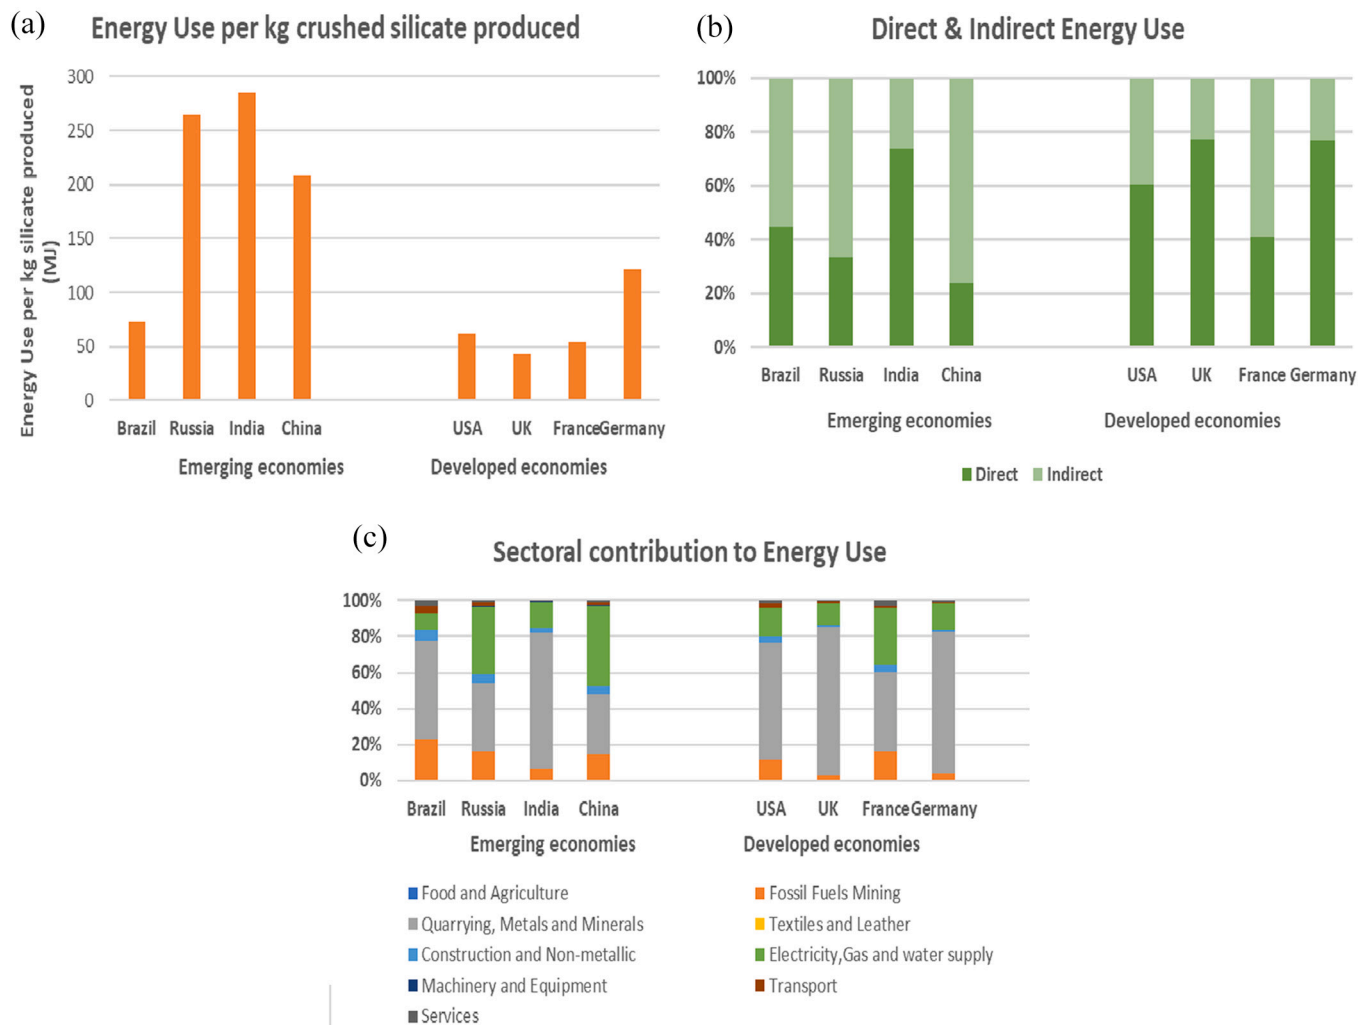 (a)
Energy Use per kg crushed silicate produced
Energy Use per kg silicate produced
(MJ)
300
250
200
150
100
50
0
Brazil Russia India China USA UK France Germany
Emerging economies Developed economies
(b)
Direct & Indirect Energy Use
100%
80%
60%
40%
20%
0%
Brazil Russia India China USA UK France Germany
Emerging economies Developed economies
Direct Indirect
(c)
Sectoral contribution to Energy Use
100%
80%
60%
40%
20%
0%
Brazil Russia India China USA UK France Germany
Emerging economies Developed economies
Food and Agriculture Fossil Fuels Mining
Quarrying, Metals and Minerals Textiles and Leather
Construction and Non-metallic Electricity,Gas and water supply
Machinery and Equipment Transport
Services